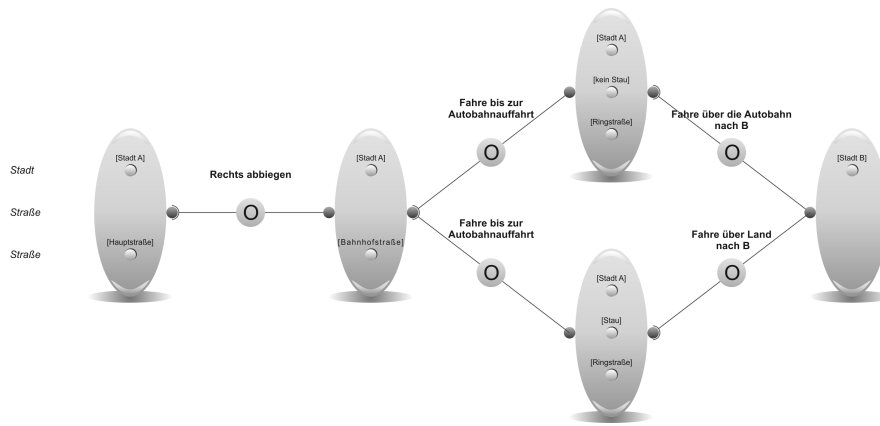 Stadt
Straße
Straße
[Stadt A]
[Hauptstraße]
Rechts abbiegen
O
[Stadt A]
[Bahnhofstraße]
Fahre bis zur
Autobahnauffahrt
O
Fahre bis zur
Autobahnauffahrt
O
[Stadt A]
[kein Stau]
[Ringstraße]
[Stadt A]
[Stau]
[Ringstraße]
Fahre über die Autobahn
nach B
O
Fahre über Land
nach B
O
[Stadt B]